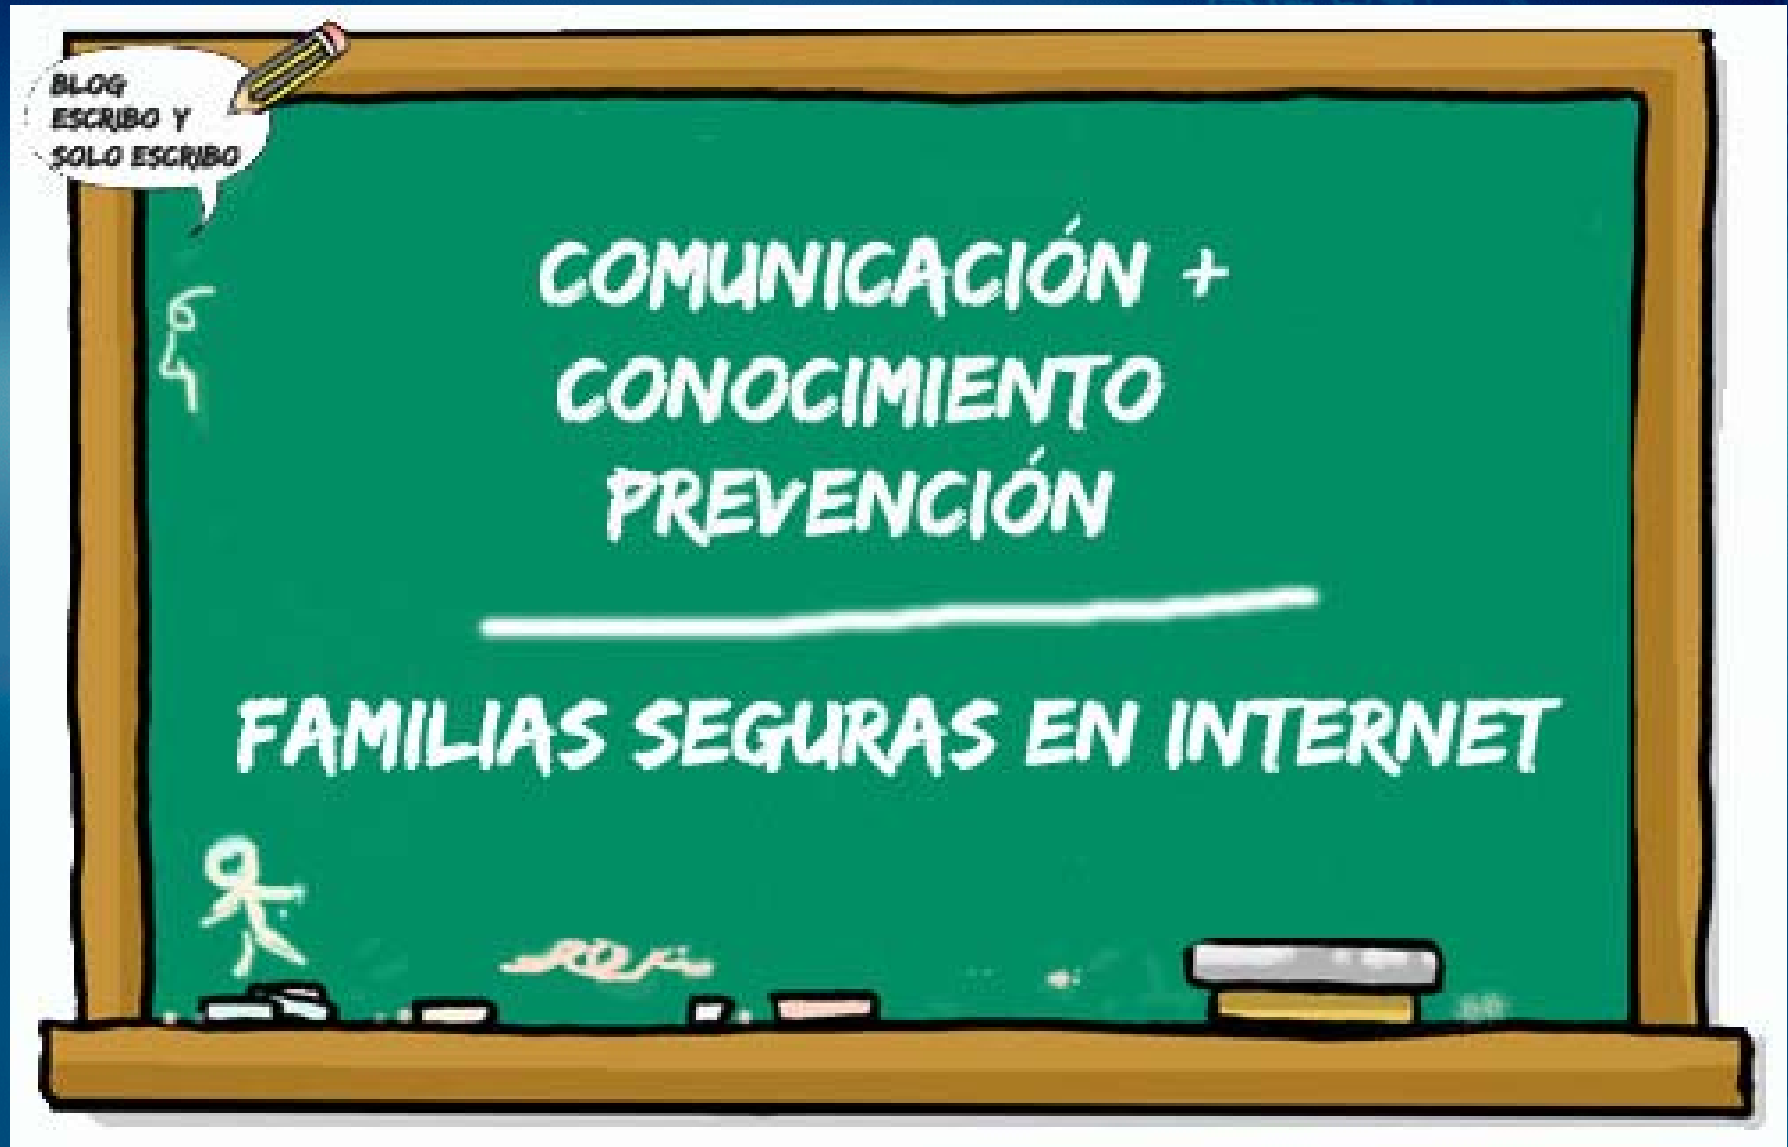 BLOG
ESCRIBO Y
SOLO ESCRIBO
COMUNICACIÓN +
CONOCIMIENTO
PREVENCIÓN
FAMILIAS SEGURAS EN INTERNET